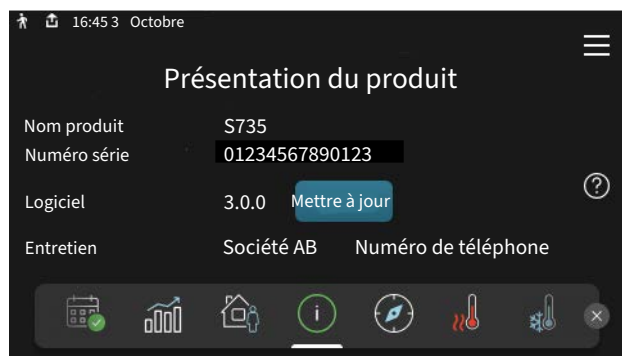 16:45 3 Octobre
Présentation du produit
Nom produit S735
Numéro série 01234567890123
Logiciel 3.0.0 Mettre à jour
Entretien Société AB Numéro de téléphone